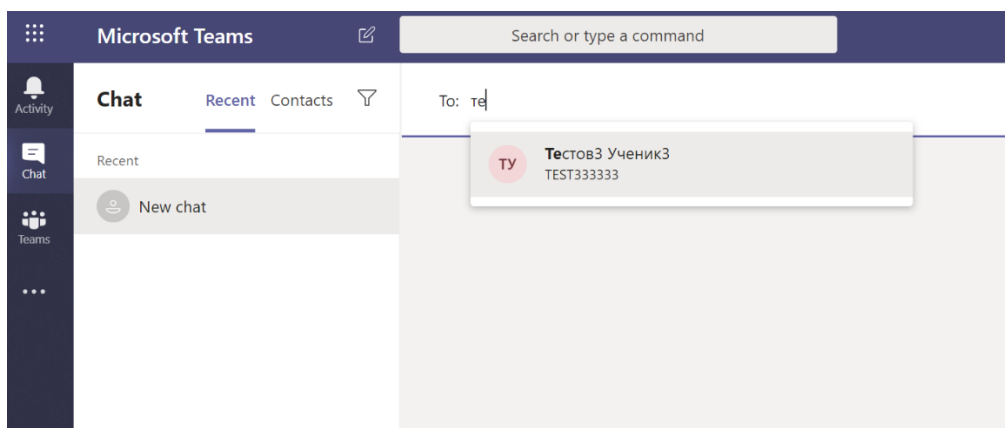 Microsoft Teams
Search or type a command
Activity
Chat
Teams
Chat Recent Contacts
Recent
New chat
To: те
ТУ
Тестов3 Ученик3
TEST333333